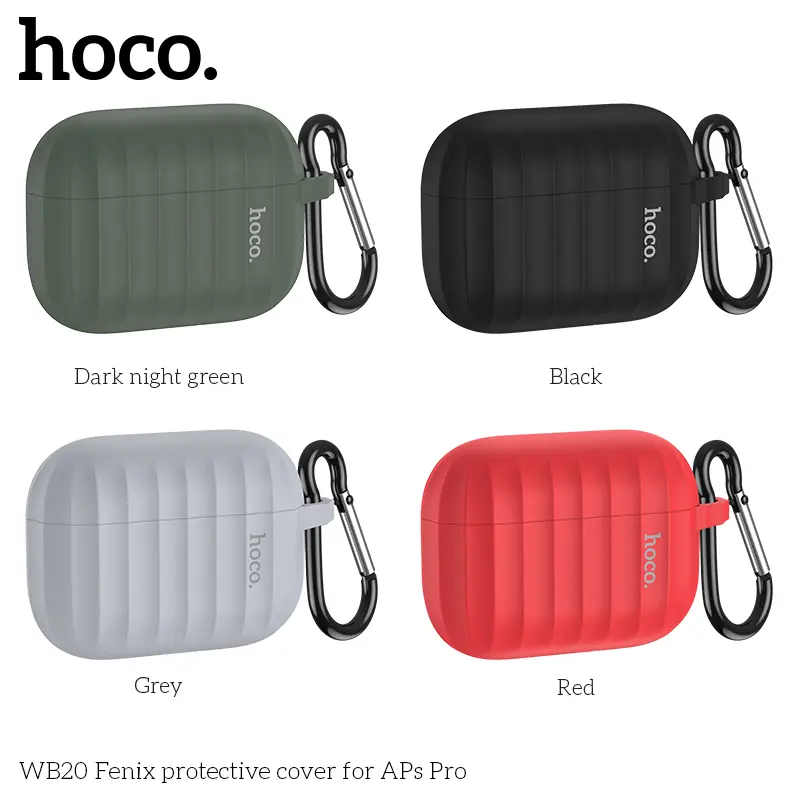 hoco.
hoco.
hoco.
Dark night green
Black
hoco.
hoco.
Grey
Red
WB20 Fenix protective cover for APs Pro